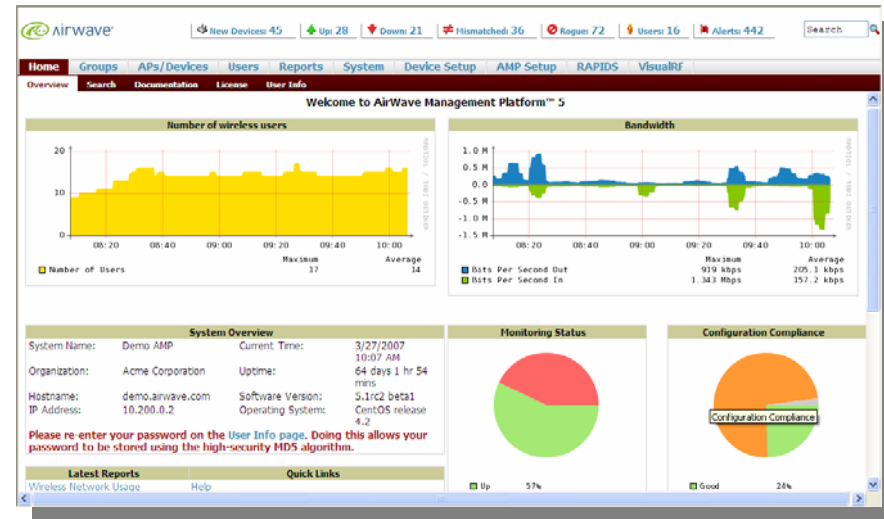 AirWave
New Devices: 45 Up: 28 Down: 21 Mismatched: 36 Rogue: 72 Users: 16 Alerts: 442 Search
Home Groups APs/Devices Users Reports System Device Setup AMP Setup RAPIDS VisualRF
Overview Search Documentation License User Info
Welcome to AirWave Management Platform™ 5
Number of wireless users
20
10
0
08:20 08:40 09:00 09:20 09:40 10:00
Maximum Average
Number of Users 17 14
RRDTOOL / TOBI OETIKER
Bandwidth
1.0 M
0.5 M
0.0
-0.5 M
-1.0 M
-1.5 M
08:20 08:40 09:00 09:20 09:40 10:00
Maximum Average
Bits Per Second Out 919 kbps 205.1 kbps
Bits Per Second In 1.343 Mbps 357.2 kbps
RRDTOOL / TOBI OETIKER
System Overview
System Name: Demo AMP Current Time: 3/27/2007
10:07 AM
Organization: Acme Corporation Uptime: 64 days 1 hr 54
mins
Hostname: demo.airwave.com Software Version: 5.1rc2 beta1
IP Address: 10.200.0.2 Operating System: CentOS release
4.2
Please re-enter your password on the User Info page. Doing this allows your
password to be stored using the high-security MD5 algorithm.
Latest Reports Quick Links
Wireless Network Usage Help
Monitoring Status
Up 57%
Configuration Compliance
Configuration Compliance
Good 24%